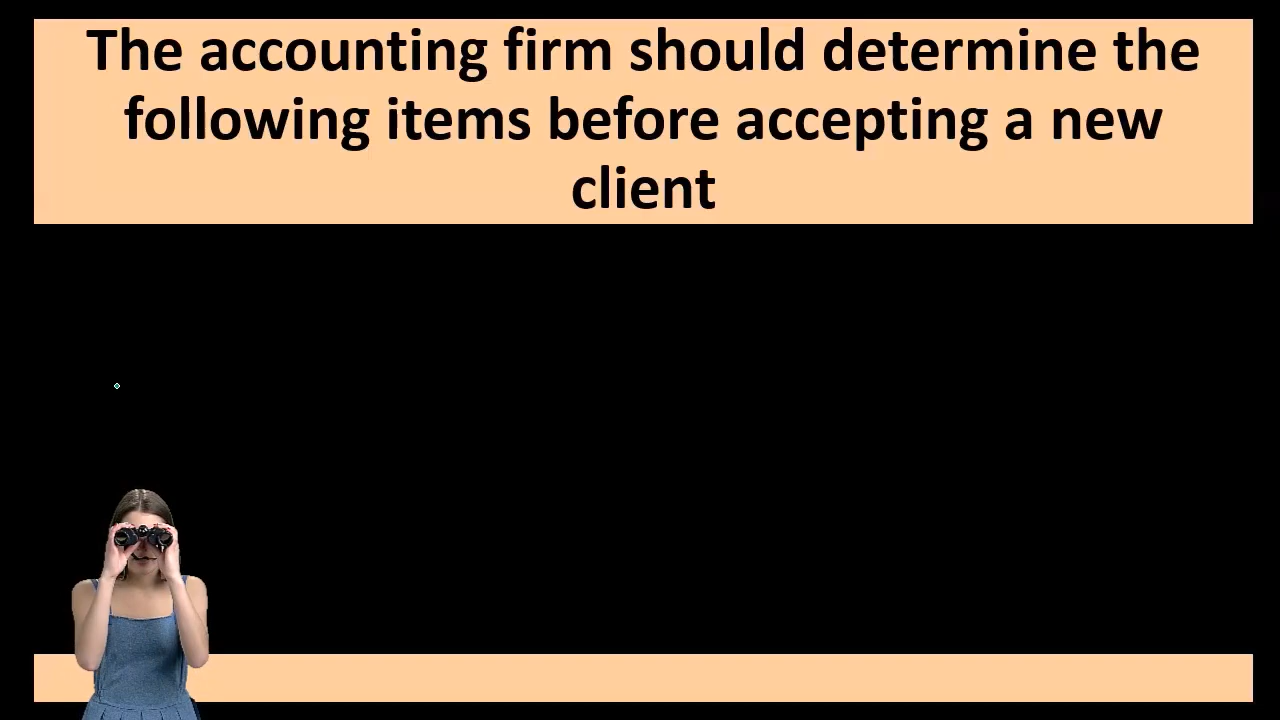 The accounting firm should determine the
following items before accepting a new
client